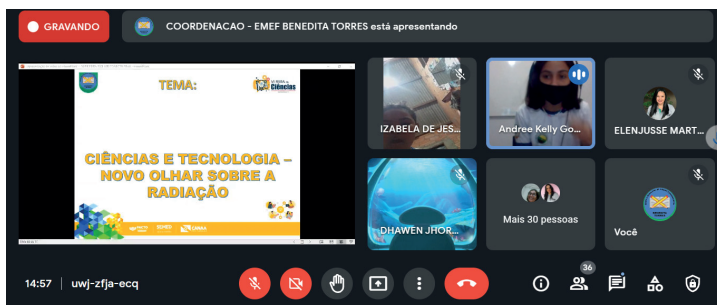 GRAVANDO
COORDENACAO - EMEF BENEDITA TORRES está apresentando
TEMA:
Ciências
CIÊNCIAS E TECNOLOGIA –
NOVO OLHAR SOBRE A
RADIAÇÃO
IZABELA DE JES...
Andree Kelly Go...
ELENJUSSE MART...
DHAWEN JHOR...
Mais 30 pessoas
Você
14:57 | uwj-zfja-ecq
36